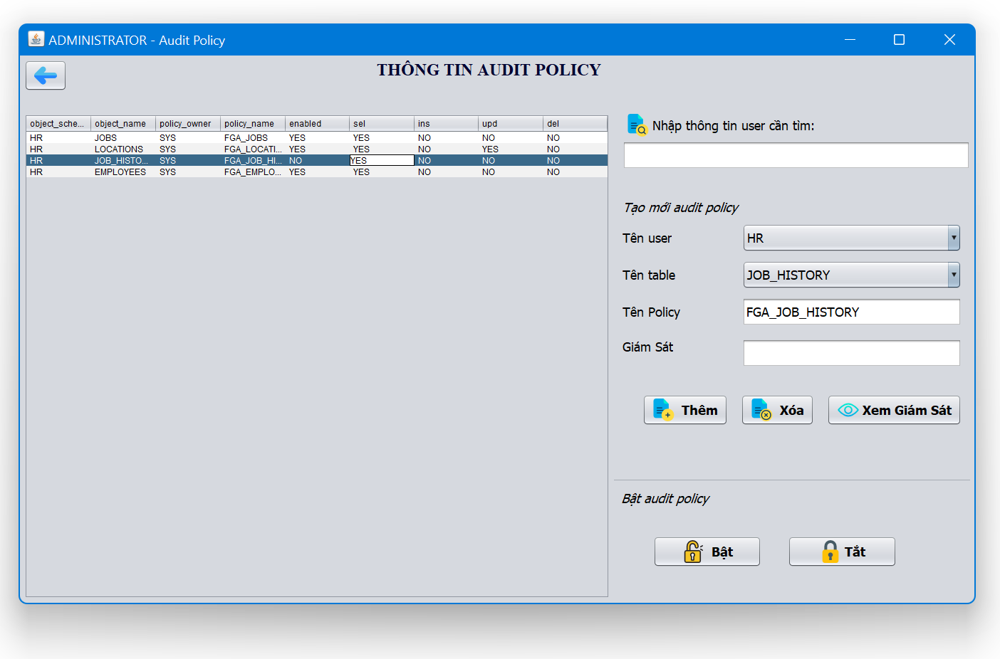 ADMINISTRATOR - Audit Policy
THÔNG TIN AUDIT POLICY
object_sche... object_name policy_owner policy_name enabled sel ins upd del
HR JOBS SYS FGA_JOBS YES YES NO NO NO
HR LOCATIONS SYS FGA_LOCATI... YES YES NO YES NO
HR JOB_HISTO... SYS FGA_JOB_HI... NO YES NO NO NO
HR EMPLOYEES SYS FGA_EMPLO... YES YES NO NO NO
Nhập thông tin user cần tìm:
Tạo mới audit policy
Tên user HR
Tên table JOB_HISTORY
Tên Policy FGA_JOB_HISTORY
Giám Sát
Thêm Xóa Xem Giám Sát
Bật audit policy
Bật Tắt